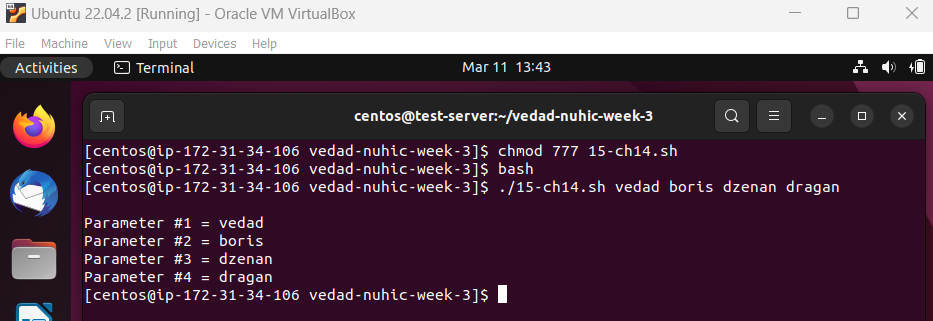 Ubuntu 22.04.2 [Running] - Oracle VM VirtualBox
File Machine View Input Devices Help
Activities Terminal Mar 11 13:43
centos@test-server:~/vedad-nuhic-week-3
[centos@ip-172-31-34-106 vedad-nuhic-week-3]$ chmod 777 15-ch14.sh
[centos@ip-172-31-34-106 vedad-nuhic-week-3]$ bash
[centos@ip-172-31-34-106 vedad-nuhic-week-3]$ ./15-ch14.sh vedad boris dzenan dragan
Parameter #1 = vedad
Parameter #2 = boris
Parameter #3 = dzenan
Parameter #4 = dragan
[centos@ip-172-31-34-106 vedad-nuhic-week-3]$